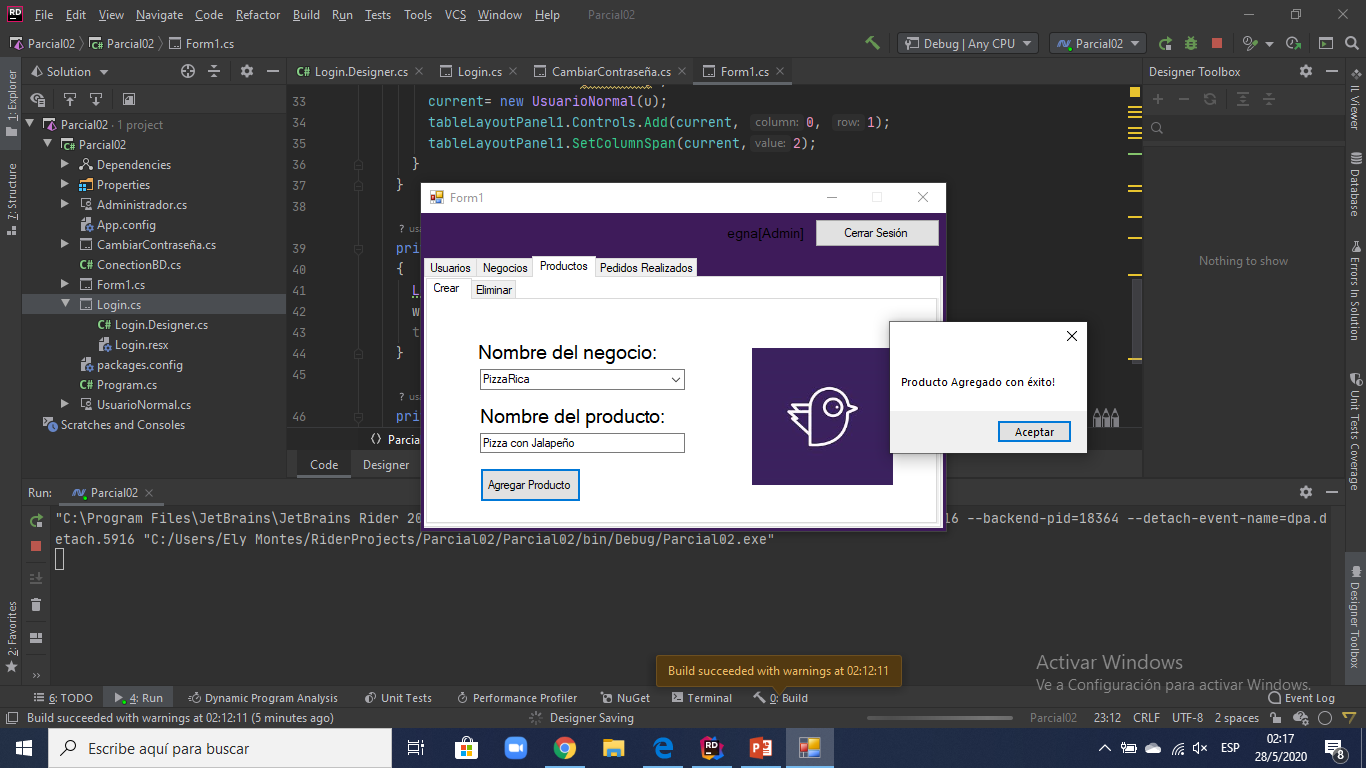 File Edit View Navigate Code Refactor Build Run Tests Tools VCS Window Help Parcial02
Parcial02 Parcial02 Form1.cs
Debug | Any CPU Parcial02
Solution
Login.Designer.cs Login.cs CambiarContraseña.cs Form1.cs
Designer Toolbox
1: Explorer
7: Structure
2: Favorites
Parcial02 · 1 project
Parcial02
Dependencies
Properties
Administrador.cs
App.config
CambiarContraseña.cs
ConectionBD.cs
Form1.cs
Login.cs
Login.Designer.cs
Login.resx
packages.config
Program.cs
UsuarioNormal.cs
Scratches and Consoles
33 current= new UsuarioNormal(u);
34 tableLayoutPanel1.Controls.Add(current, column: 0, row: 1);
35 tableLayoutPanel1.SetColumnSpan(current, value: 2);
36 }
37 }
38
? usa
39 pri
40 {
41 L
42 w
43 t
44 }
45
? usa
46 pri
Parcia
Code Designer
Form1
egna[Admin] Cerrar Sesión
Usuarios Negocios Productos Pedidos Realizados
Crear Eliminar
Nombre del negocio:
PizzaRica
Nombre del producto:
Pizza con Jalapeño
Agregar Producto
Producto Agregado con éxito!
Aceptar
Nothing to show
IL Viewer
Database
Errors In Solution
Unit Tests Coverage
Designer Toolbox
Run: Parcial02
"C:\Program Files\JetBrains\JetBrains Rider 20
16 --backend-pid=18364 --detach-event-name=dpa.d
etach.5916 "C:/Users/Ely Montes/RiderProjects/Parcial02/Parcial02/bin/Debug/Parcial02.exe"
Build succeeded with warnings at 02:12:11
Activar Windows
Ve a Configuración para activar Windows.
6: TODO 4: Run Dynamic Program Analysis Unit Tests Performance Profiler NuGet Terminal 0: Build Event Log
Build succeeded with warnings at 02:12:11 (5 minutes ago) Designer Saving Parcial02 23:12 CRLF UTF-8 2 spaces
Escribe aquí para buscar
ESP
02:17
28/5/2020
8